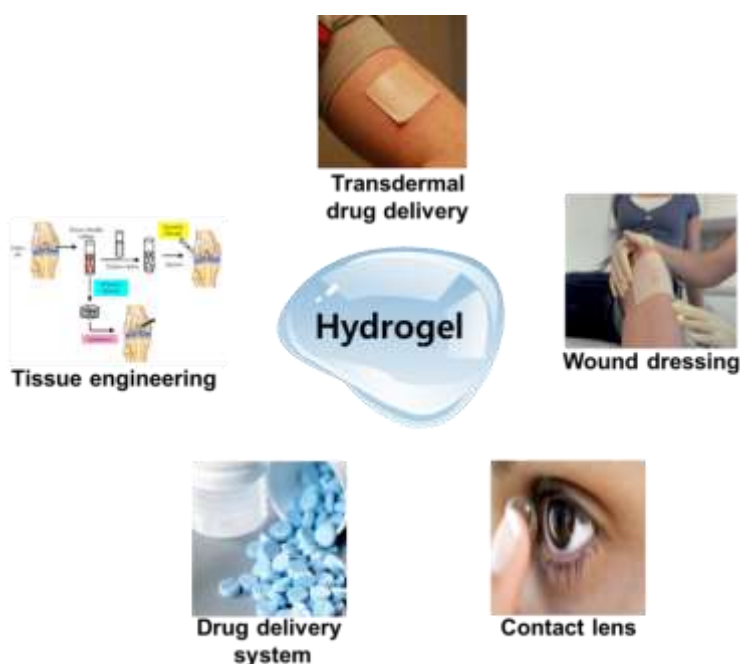 Transdermal
drug delivery
Hydrogel
Tissue engineering
Wound dressing
Drug delivery
system
Contact lens